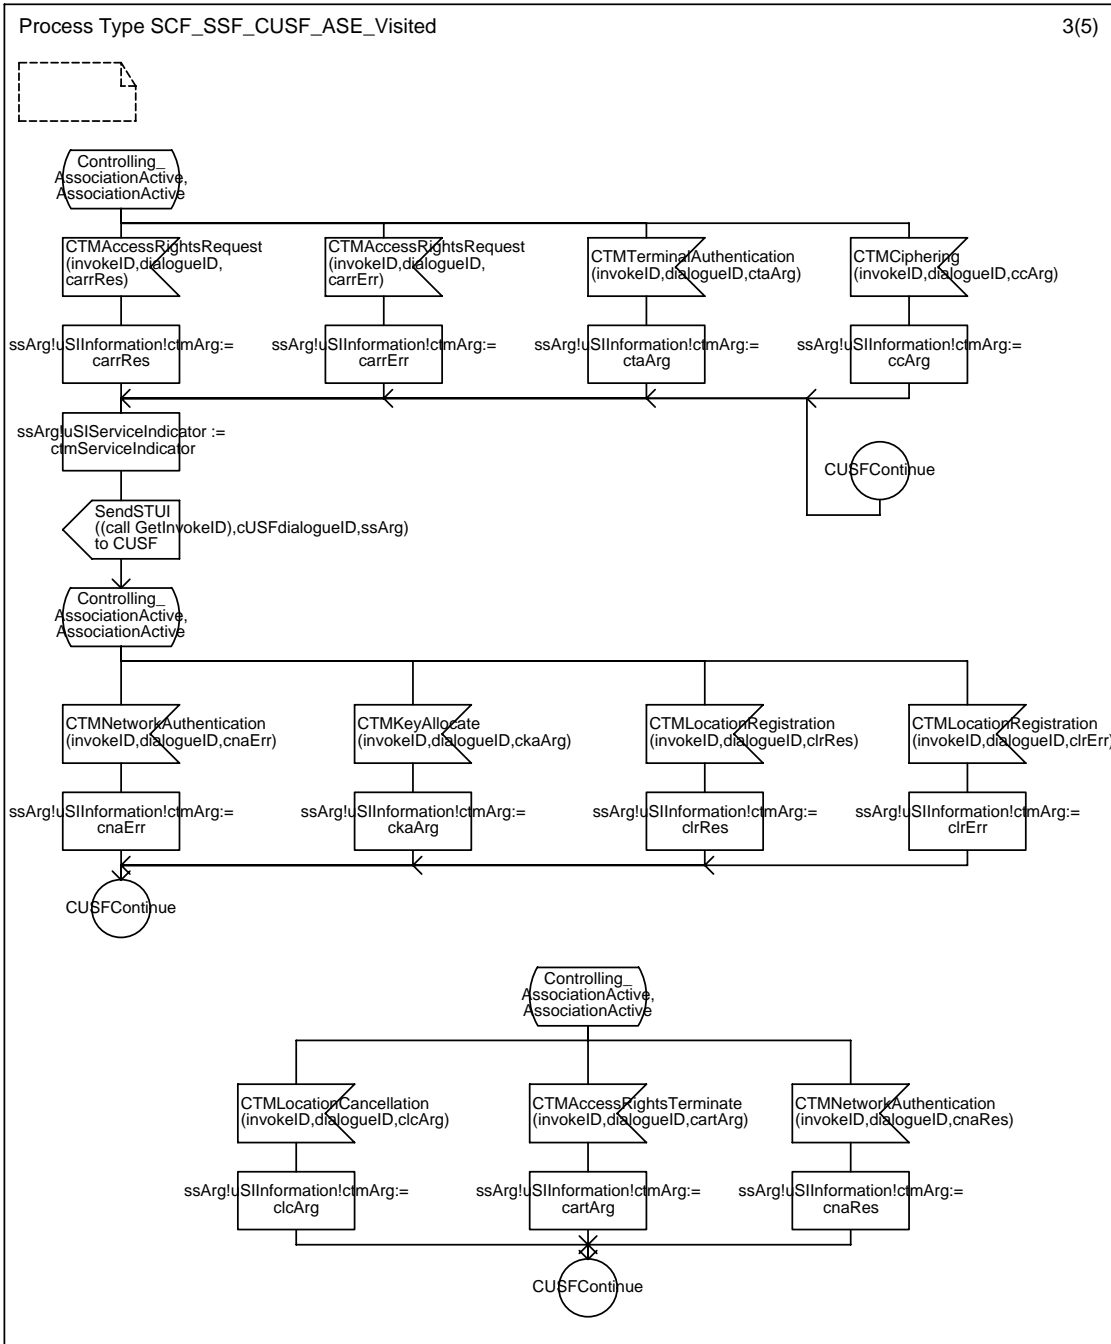 Process Type SCF_SSF_CUSF_ASE_Visited
3(5)
Controlling_
AssociationActive,
AssociationActive
CTMAccessRightsRequest
(invokeID,dialogueID,
carrRes)
CTMAccessRightsRequest
(invokeID,dialogueID,
carrErr)
CTMTerminalAuthentication
(invokeID,dialogueID,ctaArg)
CTMCiphering
(invokeID,dialogueID,ccArg)
ssArg!uSIInformation!ctmArg:=
carrRes
ssArg!uSIInformation!ctmArg:=
carrErr
ssArg!uSIInformation!ctmArg:=
ctaArg
ssArg!uSIInformation!ctmArg:=
ccArg
ssArg!uSIServiceIndicator :=
ctmServiceIndicator
CUSFContinue
SendSTUI
((call GetInvokeID),cUSFdialogueID,ssArg)
to CUSF
Controlling_
AssociationActive,
AssociationActive
CTMNetworkAuthentication
(invokeID,dialogueID,cnaErr)
CTMKeyAllocate
(invokeID,dialogueID,ckaArg)
CTMLocationRegistration
(invokeID,dialogueID,clrRes)
CTMLocationRegistration
(invokeID,dialogueID,clrErr)
ssArg!uSIInformation!ctmArg:=
cnaErr
ssArg!uSIInformation!ctmArg:=
ckaArg
ssArg!uSIInformation!ctmArg:=
clrRes
ssArg!uSIInformation!ctmArg:=
clrErr
CUSFContinue
Controlling_
AssociationActive,
AssociationActive
CTMLocationCancellation
(invokeID,dialogueID,clcArg)
CTMAccessRightsTerminate
(invokeID,dialogueID,cartArg)
CTMNetworkAuthentication
(invokeID,dialogueID,cnaRes)
ssArg!uSIInformation!ctmArg:=
clcArg
ssArg!uSIInformation!ctmArg:=
cartArg
ssArg!uSIInformation!ctmArg:=
cnaRes
CUSFContinue